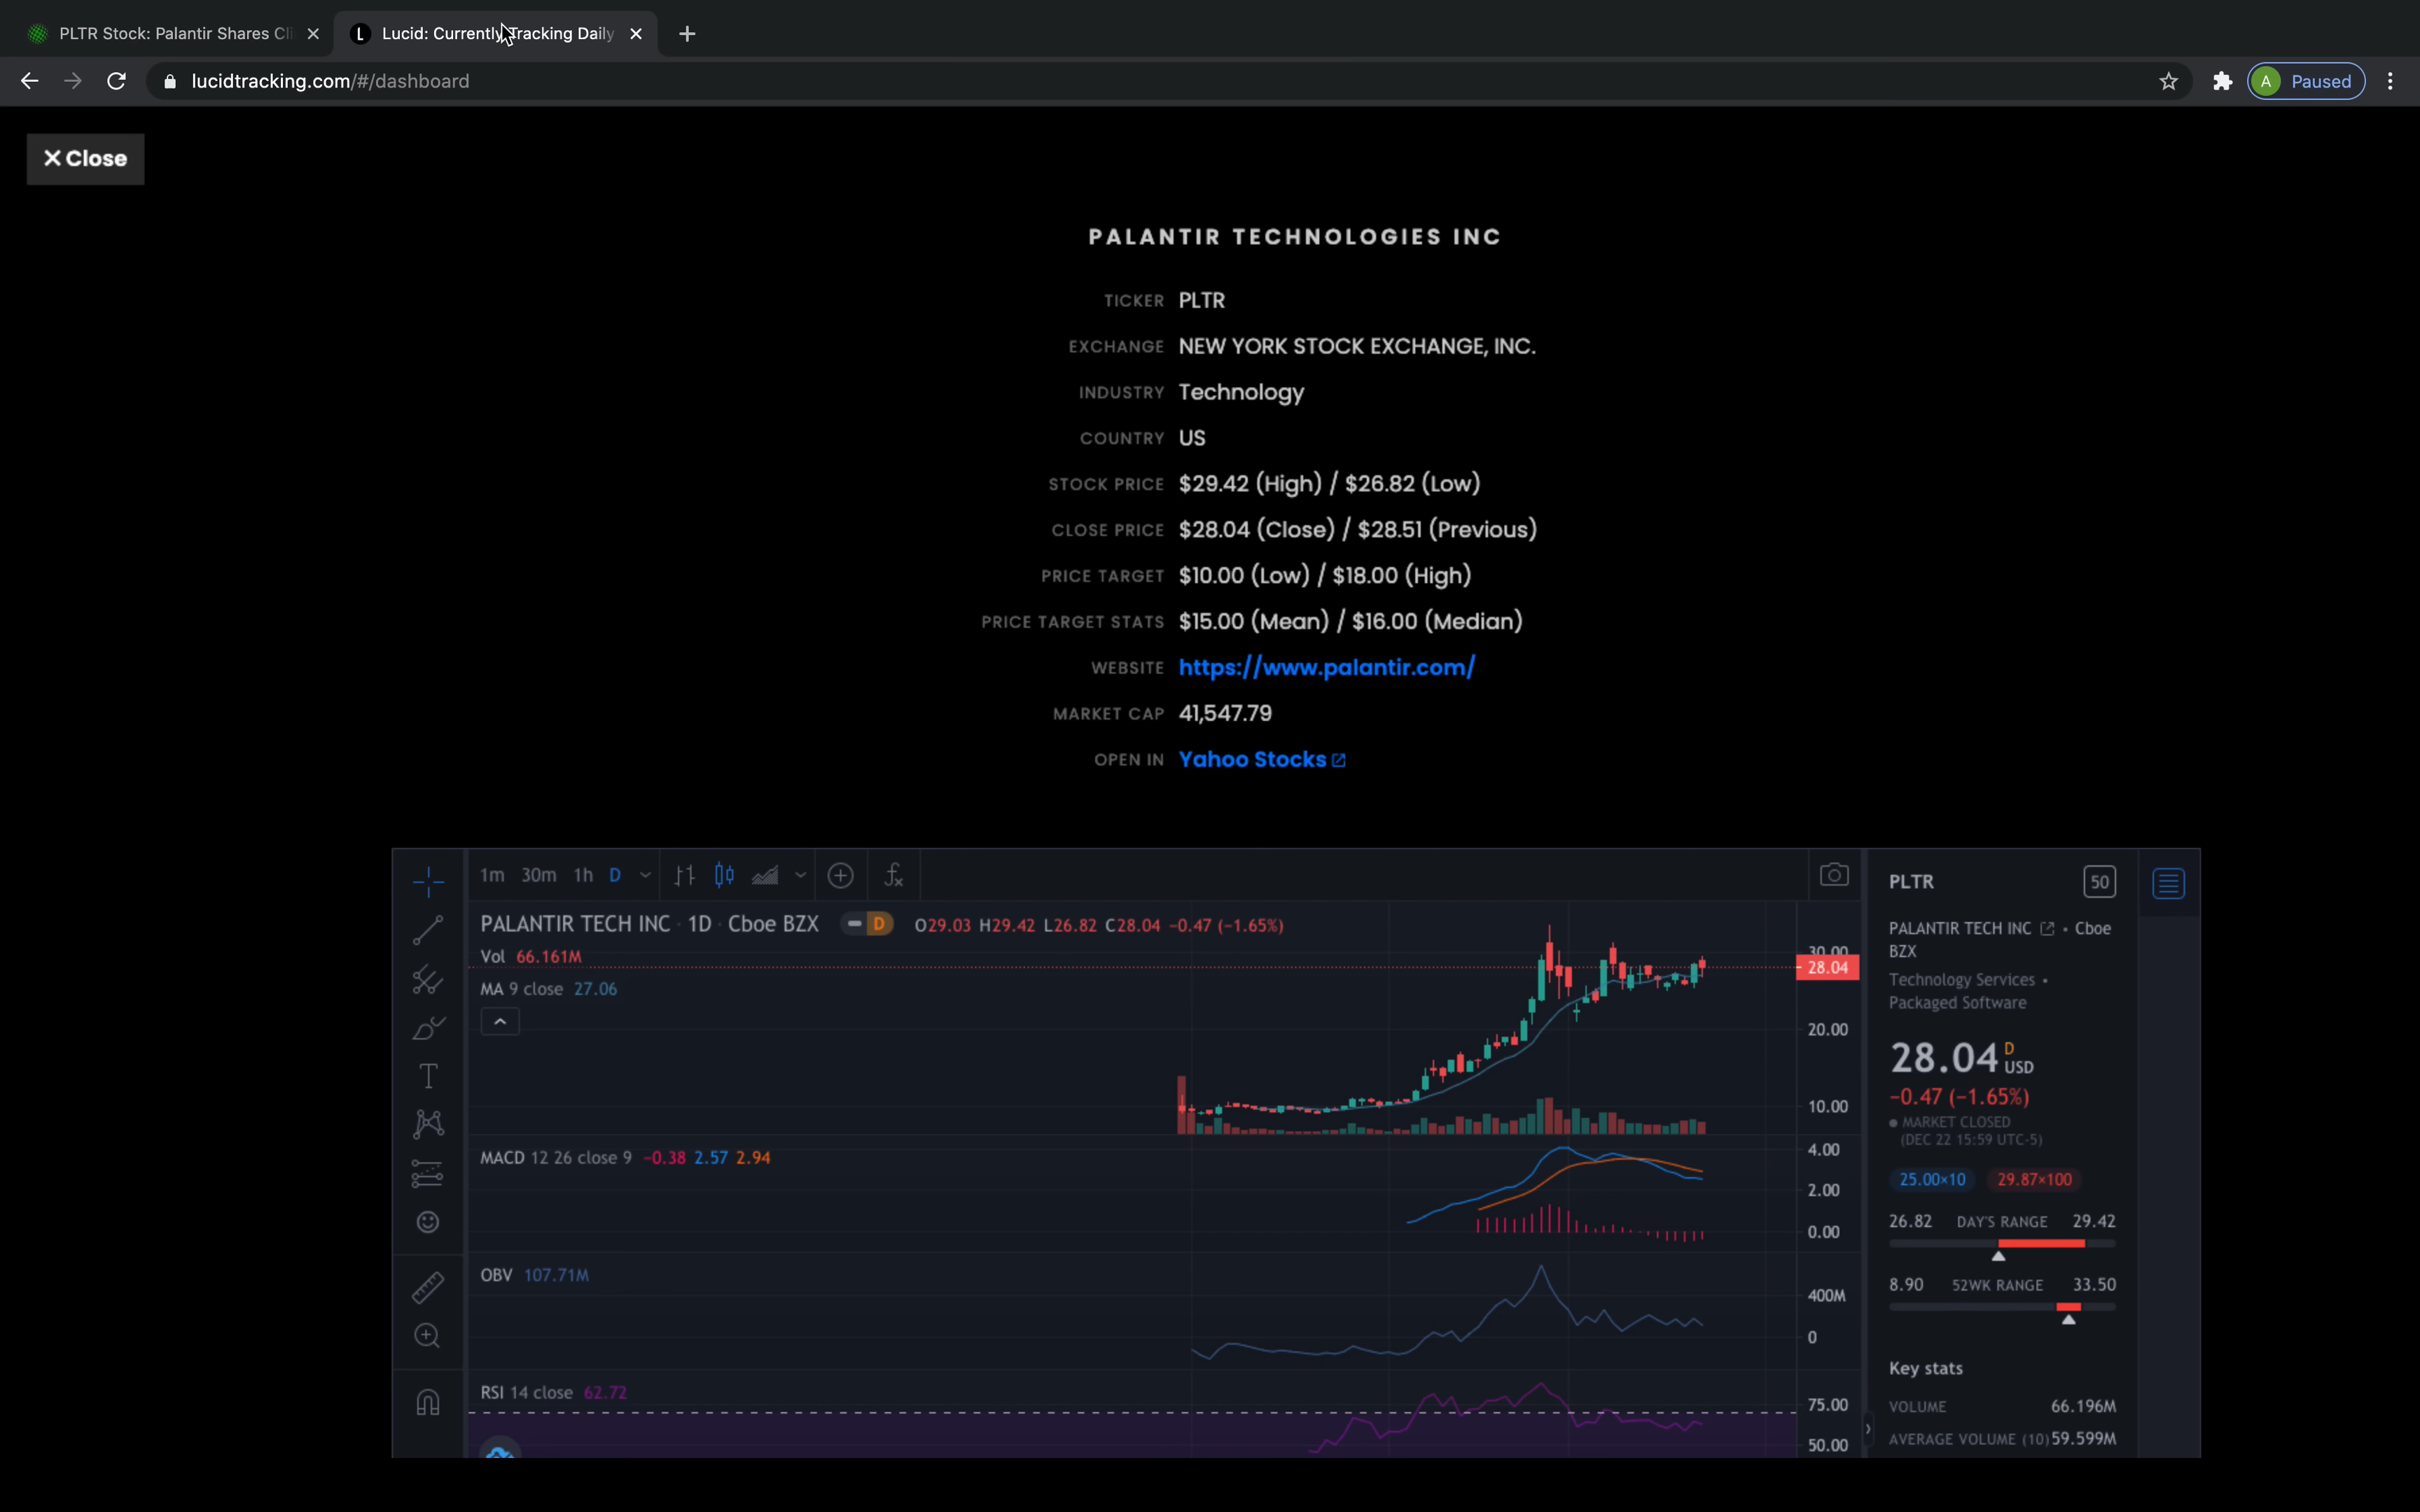 PLTR Stock: Palantir Shares Cli
L Lucid: Currently Tracking Daily
lucidtracking.com/#/dashboard
A Paused
Close
PALANTIR TECHNOLOGIES INC
TICKER PLTR
EXCHANGE NEW YORK STOCK EXCHANGE, INC.
INDUSTRY Technology
COUNTRY US
STOCK PRICE $29.42 (High) / $26.82 (Low)
CLOSE PRICE $28.04 (Close) / $28.51 (Previous)
PRICE TARGET $10.00 (Low) / $18.00 (High)
PRICE TARGET STATS $15.00 (Mean) / $16.00 (Median)
WEBSITE https://www.palantir.com/
MARKET CAP 41,547.79
OPEN IN Yahoo Stocks
1m 30m 1h D
PALANTIR TECH INC · 1D · Cboe BZX D O29.03 H29.42 L26.82 C28.04 −0.47 (−1.65%)
Vol 66.161M
MA 9 close 27.06
30.00
28.04
20.00
10.00
MACD 12 26 close 9 −0.38 2.57 2.94
4.00
2.00
0.00
OBV 107.71M
400M
0
RSI 14 close 62.72
75.00
50.00
PLTR 50
PALANTIR TECH INC • Cboe
BZX
Technology Services •
Packaged Software
28.04 D USD
−0.47 (−1.65%)
MARKET CLOSED
(DEC 22 15:59 UTC-5)
25.00×10 29.87×100
26.82 DAY'S RANGE 29.42
8.90 52WK RANGE 33.50
Key stats
VOLUME 66.196M
AVERAGE VOLUME (10) 59.599M